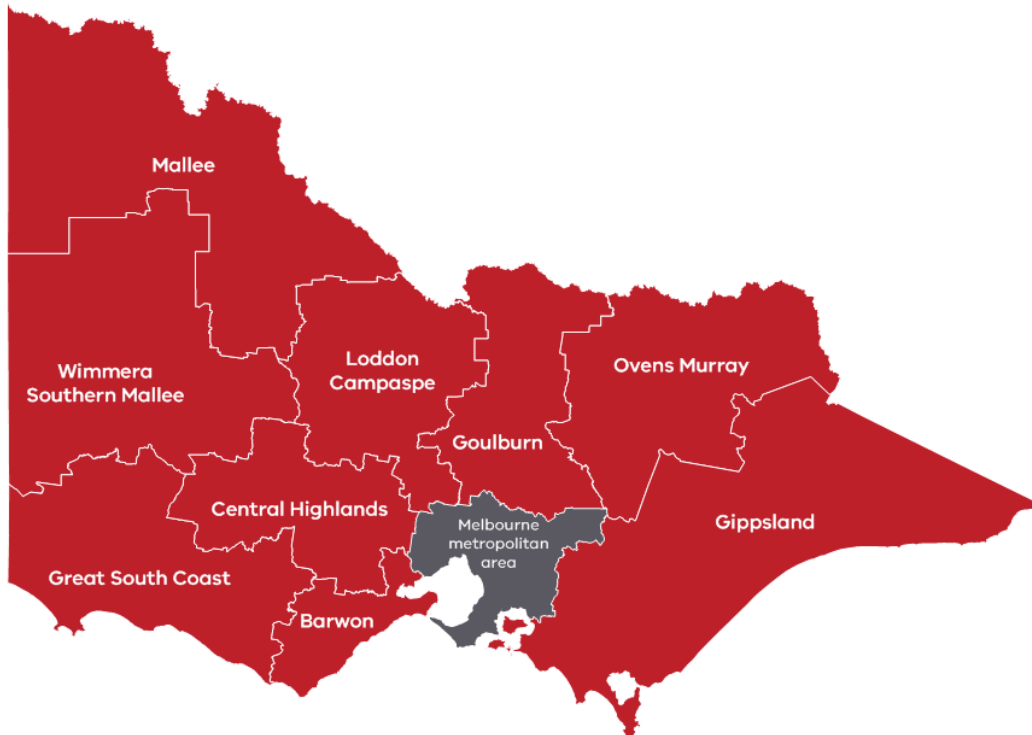 Mallee
Wimmera
Southern Mallee
Loddon
Campaspe
Ovens Murray
Goulburn
Central Highlands
Melbourne
metropolitan
area
Gippsland
Great South Coast
Barwon